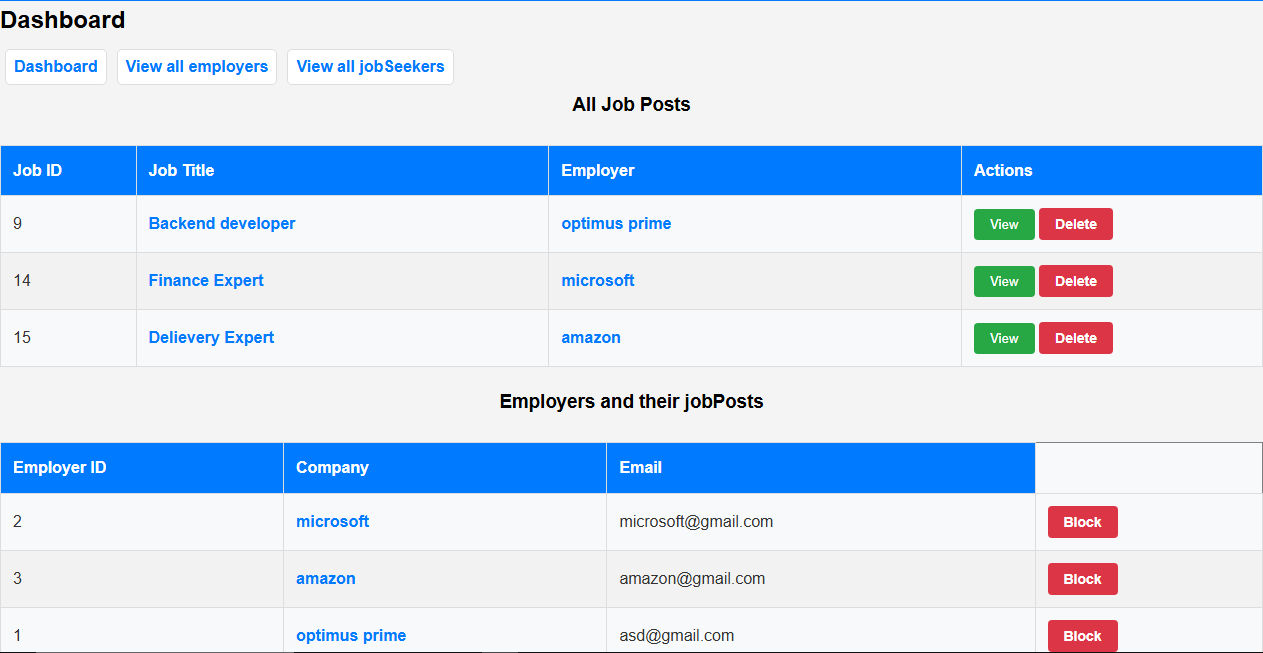 Dashboard
Dashboard View all employers View all jobSeekers
All Job Posts
Job ID Job Title Employer Actions
9 Backend developer optimus prime View Delete
14 Finance Expert microsoft View Delete
15 Delievery Expert amazon View Delete
Employers and their jobPosts
Employer ID Company Email
2 microsoft microsoft@gmail.com Block
3 amazon amazon@gmail.com Block
1 optimus prime asd@gmail.com Block